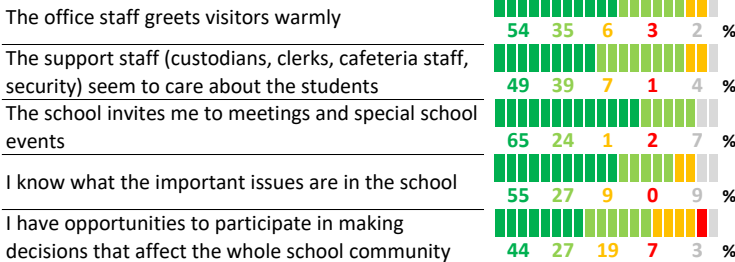 The office staff greets visitors warmly
54 35 6 3 2 %
The support staff (custodians, clerks, cafeteria staff,
security) seem to care about the students
49 39 7 1 4 %
The school invites me to meetings and special school
events
65 24 1 2 7 %
I know what the important issues are in the school
55 27 9 0 9 %
I have opportunities to participate in making
decisions that affect the whole school community
44 27 19 7 3 %